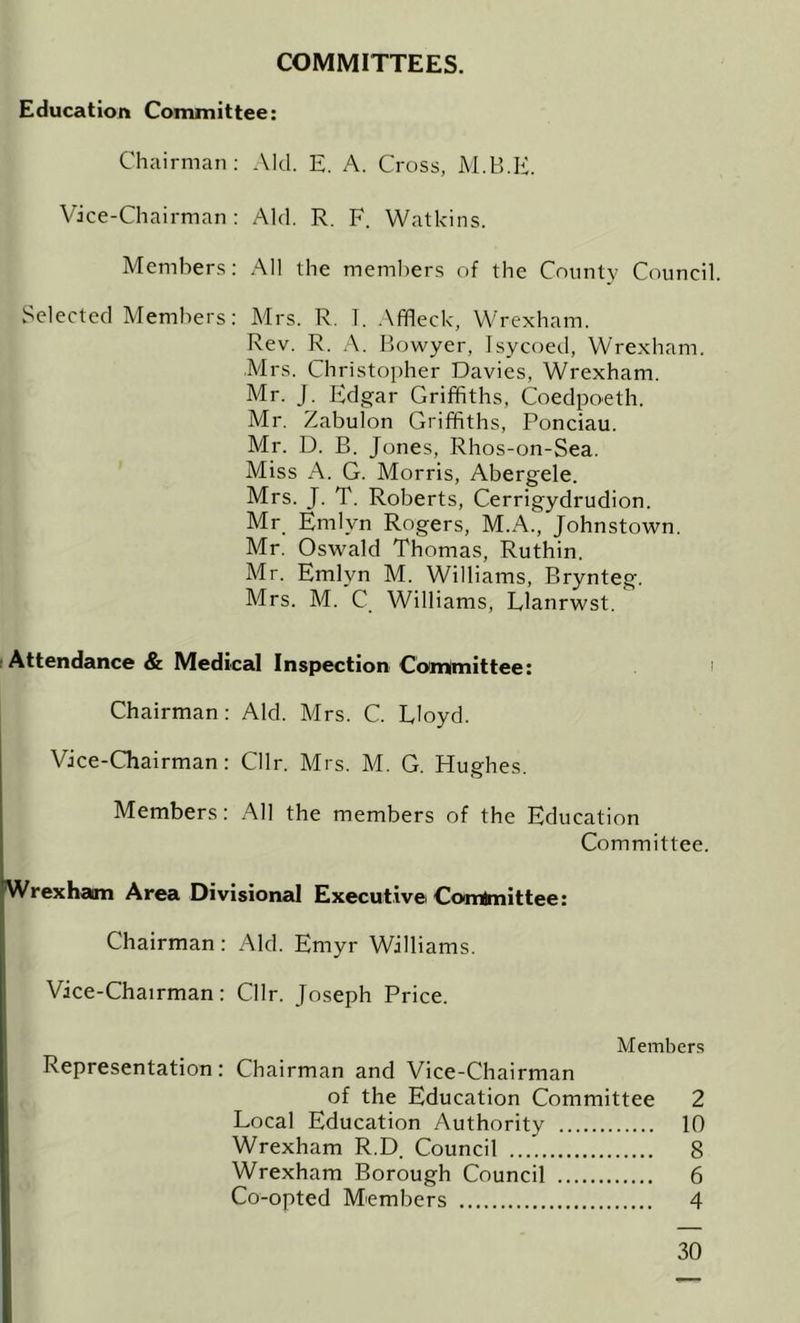 COMMITTEES.
Education Committee:
Chairman: Ald. E. A. Cross, M.B.E.
Vice-Chairman: Ald. R. F. Watkins.
Members: All the members of the County Council.
Selected Members: Mrs. R. I. Affleck, Wrexham.
Rev. R. A. Bowyer, Isycoed, Wrexham.
Mrs. Christopher Davies, Wrexham.
Mr. J. Edgar Griffiths, Coedpoeth.
Mr. Zabulon Griffiths, Ponciau.
Mr. D. B. Jones, Rhos-on-Sea.
Miss A. G. Morris, Abergele.
Mrs. J. T. Roberts, Cerrigydrudion.
Mr. Emlyn Rogers, M.A., Johnstown.
Mr. Oswald Thomas, Ruthin.
Mr. Emlyn M. Williams, Brynteg.
Mrs. M. C. Williams, Llanrwst.
Attendance & Medical Inspection Committee:
Chairman: Ald. Mrs. C. Lloyd.
Vice-Chairman: Cllr. Mrs. M. G. Hughes.
Members: All the members of the Education
Committee.
Wrexham Area Divisional Executive Committee:
Chairman: Ald. Emyr Williams.
Vice-Chairman: Cllr. Joseph Price.
Members
Representation: Chairman and Vice-Chairman
of the Education Committee 2
Local Education Authority ............ 10
Wrexham R.D. Council ................... 8
Wrexham Borough Council ............ 6
Co-opted Members ........................ 4
30